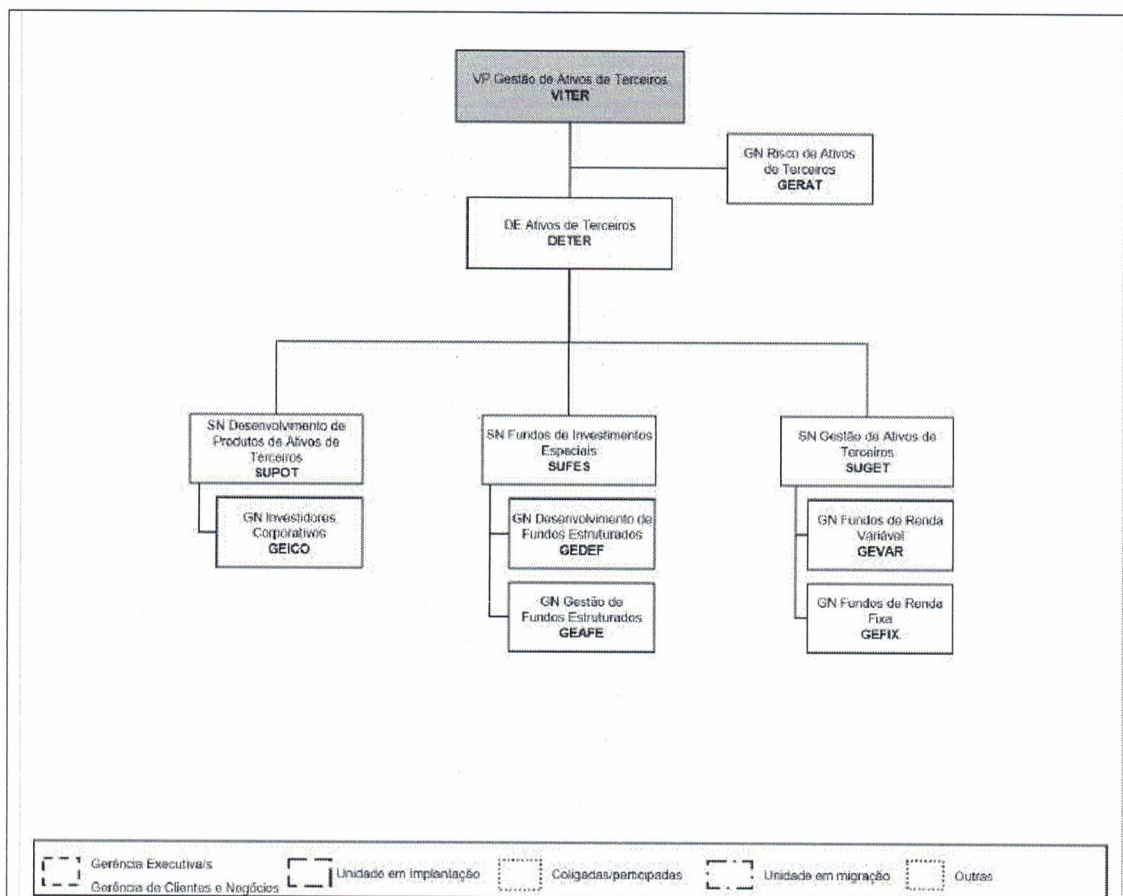 VP Gestão de Ativos de Terceiros
VITER
GN Risco de Ativos
de Terceiros
GERAT
DE Ativos de Terceiros
DETER
SN Desenvolvimento de
Produtos de Ativos de
Terceiros
SUPOT
GN Investidores
Corporativos
GEICO
SN Fundos de Investimentos
Especiais
SUFES
GN Desenvolvimento de
Fundos Estruturados
GEDEF
GN Gestão de
Fundos Estruturados
GEAFE
SN Gestão de Ativos de
Terceiros
SUGET
GN Fundos de Renda
Variável
GEVAR
GN Fundos de Renda
Fixa
GEFIX
Gerência Executiva/s
Gerência de Clientes e Negócios
Unidade em Implantação
Coligadas/participadas
Unidade em migração
Outras